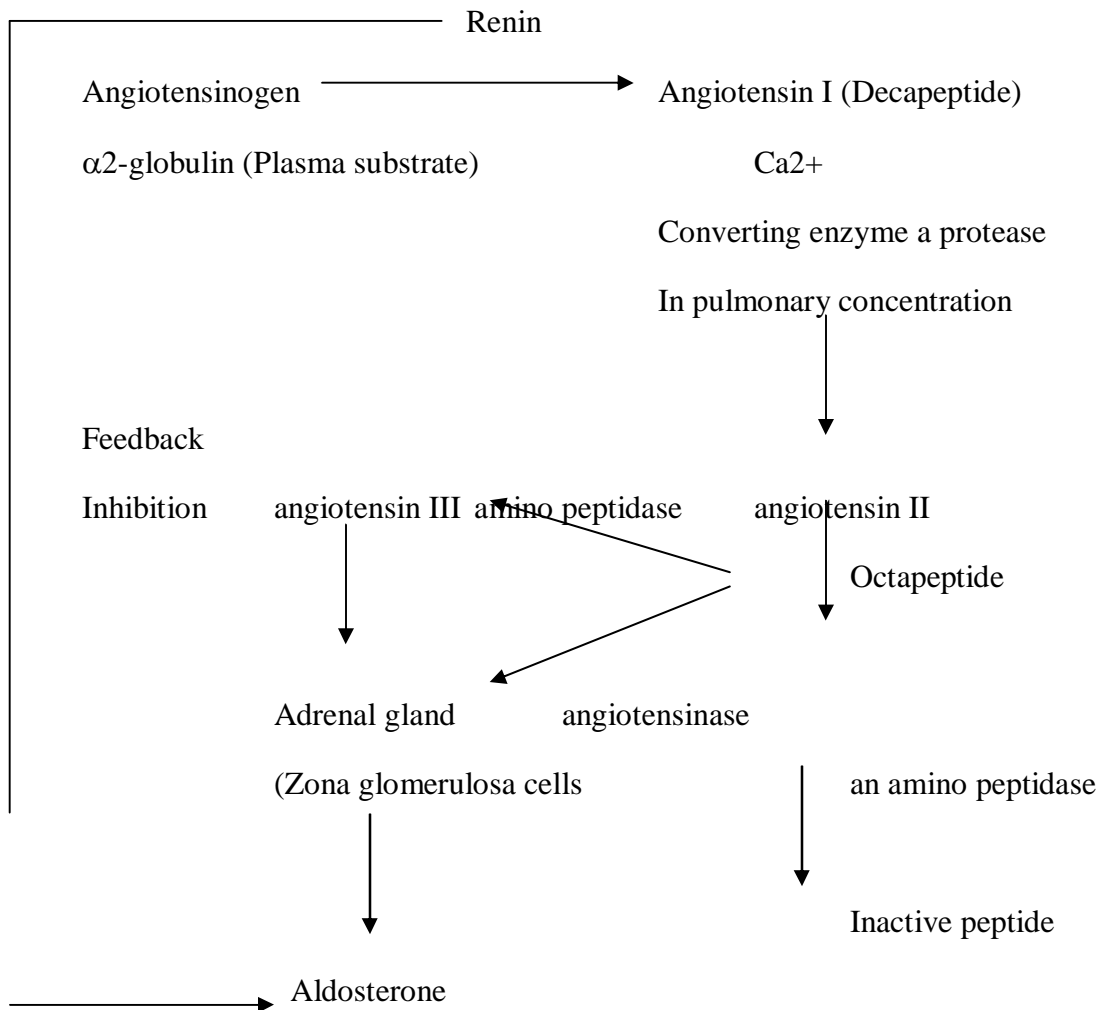 Renin
Angiotensinogen Angiotensin I (Decapeptide)
α2-globulin (Plasma substrate) Ca2+
Converting enzyme a protease
In pulmonary concentration
Feedback
Inhibition angiotensin III amino peptidase angiotensin II
Octapeptide
Adrenal gland angiotensinase
(Zona glomerulosa cells an amino peptidase
Inactive peptide
Aldosterone